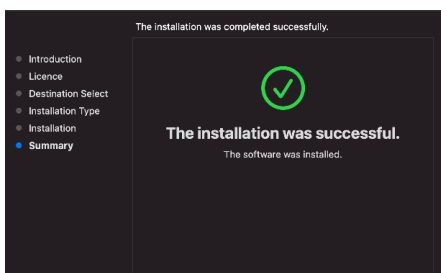 The installation was completed successfully.
Introduction
Licence
Destination Select
Installation Type
Installation
Summary
The installation was successful.
The software was installed.